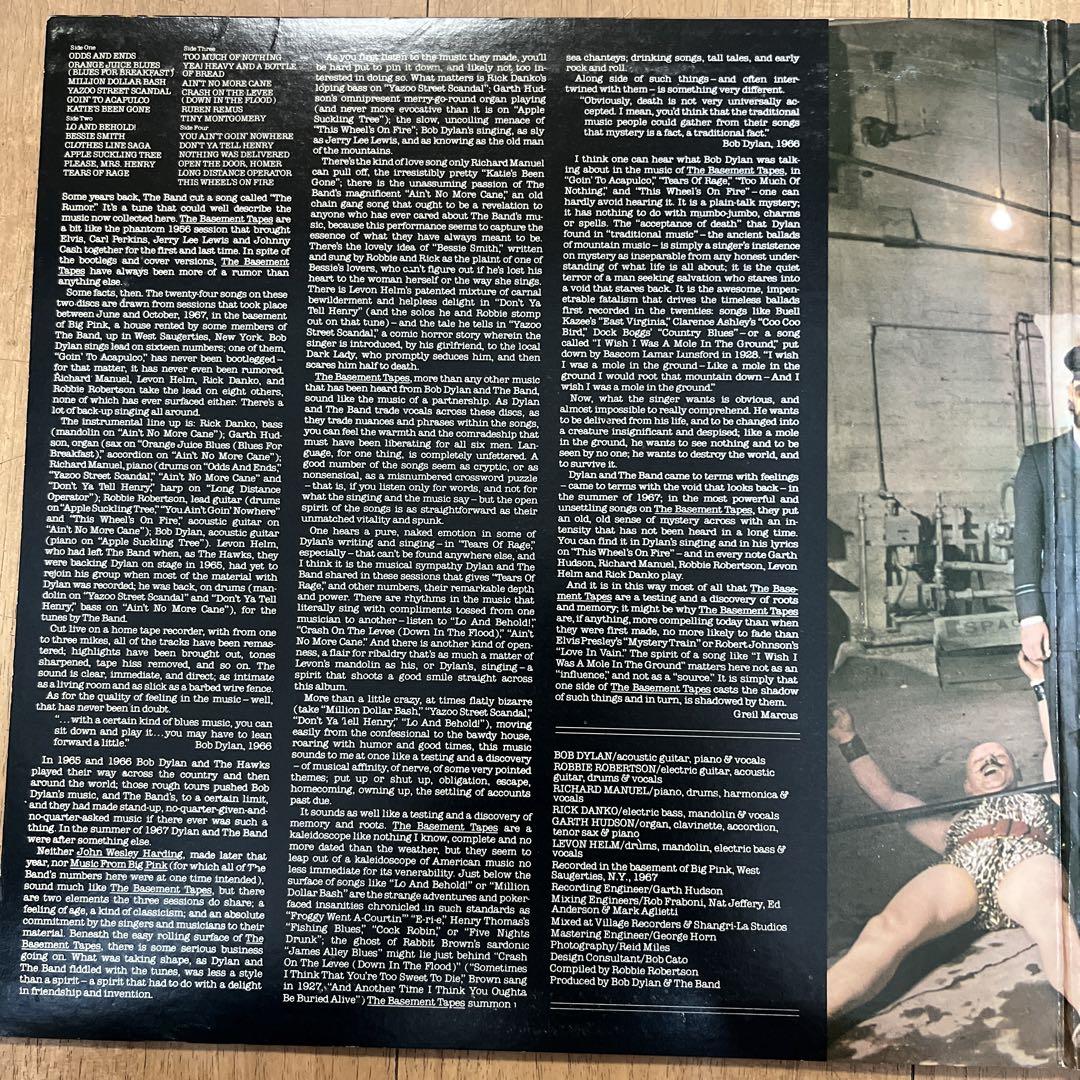 Side One
ODDS AND ENDS
ORANGE JUICE BLUES
(BLUES FOR BREAKFAST)
MILLION DOLLAR BASH
YAZOO STREET SCANDAL
GOIN' TO ACAPULCO
KATIE'S BEEN GONE
Side Two
LO AND BEHOLD!
BESSIE SMITH
CLOTHES LINE SAGA
APPLE SUCKLING TREE
PLEASE, MRS. HENRY
TEARS OF RAGE
Side Three
TOO MUCH OF NOTHING
YEA! HEAVY AND A BOTTLE
OF BREAD
AIN'T NO MORE CANE
CRASH ON THE LEVEE
(DOWN IN THE FLOOD)
RUBEN REMUS
TINY MONTGOMERY
Side Four
YOU AIN'T GOIN' NOWHERE
DON'T YA TELL HENRY
NOTHING WAS DELIVERED
OPEN THE DOOR, HOMER
LONG DISTANCE OPERATOR
THIS WHEEL'S ON FIRE
Some years back, The Band cut a song called "The
Rumor." It's a tune that could well describe the
music now collected here. The Basement Tapes are
a bit like the phantom 1956 session that brought
Elvis, Carl Perkins, Jerry Lee Lewis and Johnny
Cash together for the first and last time. In spite of
the bootlegs and cover versions, The Basement
Tapes have always been more of a rumor than
anything else.
Some facts, then. The twenty-four songs on these
two discs are drawn from sessions that took place
between June and October, 1967, in the basement
of Big Pink, a house rented by some members of
The Band, up in West Saugerties, New York. Bob
Dylan sings lead on sixteen numbers; one of them,
"Goin' To Acapulco," has never been bootlegged –
for that matter, it has never even been rumored.
Richard Manuel, Levon Helm, Rick Danko, and
Robbie Robertson take the lead on eight others,
none of which has ever surfaced either. There's a
lot of back-up singing all around.
The instrumental line up is: Rick Danko, bass
(mandolin on "Ain't No More Cane"); Garth Hud-
son, organ (sax on "Orange Juice Blues (Blues For
Breakfast)," accordion on "Ain't No More Cane");
Richard Manuel, piano (drums on "Odds And Ends,"
"Yazoo Street Scandal," "Ain't No More Cane" and
"Don't Ya Tell Henry," harp on "Long Distance
Operator"); Robbie Robertson, lead guitar (drums
on "Apple Suckling Tree," "You Ain't Goin' Nowhere"
and "This Wheel's On Fire," acoustic guitar on
"Ain't No More Cane"); Bob Dylan, acoustic guitar
(piano on "Apple Suckling Tree"). Levon Helm,
who had left The Band when, as The Hawks, they
were backing Dylan on stage in 1965, had yet to
rejoin his group when most of the material with
Dylan was recorded; he was back, on drums (man-
dolin on "Yazoo Street Scandal" and "Don't Ya Tell
Henry," bass on "Ain't No More Cane"), for the
tunes by The Band.
Cut live on a home tape recorder, with from one
to three mikes, all of the tracks have been remas-
tered; highlights have been brought out, tones
sharpened, tape hiss removed, and so on. The
sound is clear, immediate, and direct; as intimate
as a living room and as slick as a barbed wire fence.
As for the quality of feeling in the music – well,
that has never been in doubt.
"...with a certain kind of blues music, you can
sit down and play it...you may have to lean
forward a little."
Bob Dylan, 1966
In 1965 and 1966 Bob Dylan and The Hawks
played their way across the country and then
around the world; those rough tours pushed Bob
Dylan's music, and The Band's, to a certain limit,
and they had made stand-up, no-quarter-given-and-
no-quarter-asked music if there ever was such a
thing. In the summer of 1967 Dylan and The Band
were after something else.
Neither John Wesley Harding, made later that
year, nor Music From Big Pink (for which all of The
Band's numbers here were at one time intended),
sound much like The Basement Tapes, but there
are two elements the three sessions do share; a
feeling of age, a kind of classicism; and an absolute
commitment by the singers and musicians to their
material. Beneath the easy rolling surface of The
Basement Tapes, there is some serious business
going on. What was taking shape, as Dylan and
The Band fiddled with the tunes, was less a style
than a spirit – a spirit that had to do with a delight
in friendship and invention.
As you first listen to the music they made, you'll
be hard put to pin it down, and likely not too in-
terested in doing so. What matters is Rick Danko's
loping bass on "Yazoo Street Scandal"; Garth Hud-
son's omnipresent merry-go-round organ playing
(and never more evocative than it is on "Apple
Suckling Tree"); the slow, uncoiling menace of
"This Wheel's On Fire"; Bob Dylan's singing, as sly
as Jerry Lee Lewis, and as knowing as the old man
of the mountains.
There's the kind of love song only Richard Manuel
can pull off, the irresistibly pretty "Katie's Been
Gone"; there is the unassuming passion of The
Band's magnificent "Ain't No More Cane," an old
chain gang song that ought to be a revelation to
anyone who has ever cared about The Band's mu-
sic, because this performance seems to capture the
essence of what they have always meant to be.
There's the lovely idea of "Bessie Smith," written
and sung by Robbie and Rick as the plaint of one of
Bessie's lovers, who can't figure out if he's lost his
heart to the woman herself or the way she sings.
There is Levon Helm's patented mixture of carnal
bewilderment and helpless delight in "Don't Ya
Tell Henry" (and the solos he and Robbie stomp
out on that tune) – and the tale he tells in "Yazoo
Street Scandal," a comic horror story wherein the
singer is introduced, by his girlfriend, to the local
Dark Lady, who promptly seduces him, and then
scares him half to death.
The Basement Tapes, more than any other music
that has been heard from Bob Dylan and The Band,
sound like the music of a partnership. As Dylan
and The Band trade vocals across these discs, as
they trade nuances and phrases within the songs,
you can feel the warmth and the comradeship that
must have been liberating for all six men. Lan-
guage, for one thing, is completely unfettered. A
good number of the songs seem as cryptic, or as
nonsensical, as a misnumbered crossword puzzle
– that is, if you listen only for words, and not for
what the singing and the music say – but the open
spirit of the songs is as straightforward as their
unmatched vitality and spunk.
One hears a pure, naked emotion in some of
Dylan's writing and singing – in "Tears Of Rage,"
especially – that can't be found anywhere else, and
I think it is the musical sympathy Dylan and The
Band shared in these sessions that gives "Tears Of
Rage," and other numbers, their remarkable depth
and power. There are rhythms in the music that
literally sing with compliments tossed from one
musician to another – listen to "Lo And Behold!,"
"Crash On The Levee (Down In The Flood)," "Ain't
No More Cane." And there is another kind of open-
ness, a flair for ribaldry that's as much a matter of
Levon's mandolin as his, or Dylan's, singing – a
spirit that shoots a good smile straight across
this album.
More than a little crazy, at times flatly bizarre
(take "Million Dollar Bash," "Yazoo Street Scandal,"
"Don't Ya Tell Henry," "Lo And Behold!"), moving
easily from the confessional to the bawdy house,
roaring with humor and good times, this music
sounds to me at once like a testing and a discovery
– of musical affinity, of nerve, of some very pointed
themes; put up or shut up, obligation, escape,
homecoming, owning up, the settling of accounts
past due.
It sounds as well like a testing and a discovery of
memory and roots. The Basement Tapes are a
kaleidoscope like nothing I know, complete and no
more dated than the weather, but they seem to
leap out of a kaleidoscope of American music no
less immediate for its venerability. Just below the
surface of songs like "Lo And Behold!" or "Million
Dollar Bash" are the strange adventures and poker-
faced insanities chronicled in such standards as
"Froggy Went A-Courtin'," "E-ri-e," Henry Thomas's
"Fishing Blues," "Cock Robin," or "Five Nights
Drunk"; the ghost of Rabbit Brown's sardonic
"James Alley Blues" might lie just behind "Crash
On The Levee (Down In The Flood)." ("Sometimes
I Think That You're Too Sweet To Die," Brown sang
in 1927, "And Another Time I Think You Oughta
Be Buried Alive") The Basement Tapes summon
sea chanteys; drinking songs, tall tales, and early
rock and roll.
Along side of such things – and often inter-
twined with them – is something very different.
"Obviously, death is not very universally ac-
cepted. I mean, you'd think that the traditional
music people could gather from their songs
that mystery is a fact, a traditional fact."
Bob Dylan, 1966
I think one can hear what Bob Dylan was talk-
ing about in the music of The Basement Tapes, in
"Goin' To Acapulco," "Tears Of Rage," "Too Much Of
Nothing," and "This Wheel's On Fire" – one can
hardly avoid hearing it. It is a plain-talk mystery;
it has nothing to do with mumbo-jumbo, charms
or spells. The "acceptance of death" that Dylan
found in "traditional music" – the ancient ballads
of mountain music – is simply a singer's insistence
on mystery as inseparable from any honest under-
standing of what life is all about; it is the quiet
terror of a man seeking salvation who stares into
a void that stares back. It is the awesome, impen-
etrable fatalism that drives the timeless ballads
first recorded in the twenties: songs like Buell
Kazee's "East Virginia," Clarence Ashley's "Coo Coo
Bird," Dock Boggs' "Country Blues" – or a song
called "I Wish I Was A Mole In The Ground," put
down by Bascom Lamar Lunsford in 1928. "I wish
I was a mole in the ground – Like a mole in the
ground I would root that mountain down – And I
wish I was a mole in the ground."
Now, what the singer wants is obvious, and
almost impossible to really comprehend. He wants
to be delivered from his life, and to be changed into
a creature insignificant and despised; like a mole
in the ground, he wants to see nothing and to be
seen by no one; he wants to destroy the world, and
to survive it.
Dylan and The Band came to terms with feelings
– came to terms with the void that looks back – in
the summer of 1967; in the most powerful and
unsettling songs on The Basement Tapes, they put
an old, old sense of mystery across with an in-
tensity that has not been heard in a long time.
You can find it in Dylan's singing and in his lyrics
on "This Wheel's On Fire" – and in every note Garth
Hudson, Richard Manuel, Robbie Robertson, Levon
Helm and Rick Danko play.
And it is in this way most of all that The Base-
ment Tapes are a testing and a discovery of roots
and memory; it might be why The Basement Tapes
are, if anything, more compelling today than when
they were first made, no more likely to fade than
Elvis Presley's "Mystery Train" or Robert Johnson's
"Love In Vain." The spirit of a song like "I Wish I
Was A Mole In The Ground" matters here not as an
"influence," and not as a "source." It is simply that
one side of The Basement Tapes casts the shadow
of such things and in turn, is shadowed by them.
Greil Marcus
BOB DYLAN/acoustic guitar, piano & vocals
ROBBIE ROBERTSON/electric guitar, acoustic
guitar, drums & vocals
RICHARD MANUEL/piano, drums, harmonica &
vocals
RICK DANKO/electric bass, mandolin & vocals
GARTH HUDSON/organ, clavinette, accordion,
tenor sax & piano
LEVON HELM/drums, mandolin, electric bass &
vocals
Recorded in the basement of Big Pink, West
Saugerties, N.Y., 1967
Recording Engineer/Garth Hudson
Mixing Engineers/Rob Fraboni, Nat Jeffery, Ed
Anderson & Mark Aglietti
Mixed at Village Recorders & Shangri-La Studios
Mastering Engineer/George Horn
Photography/Reid Miles
Design Consultant/Bob Cato
Compiled by Robbie Robertson
Produced by Bob Dylan & The Band
SPAC